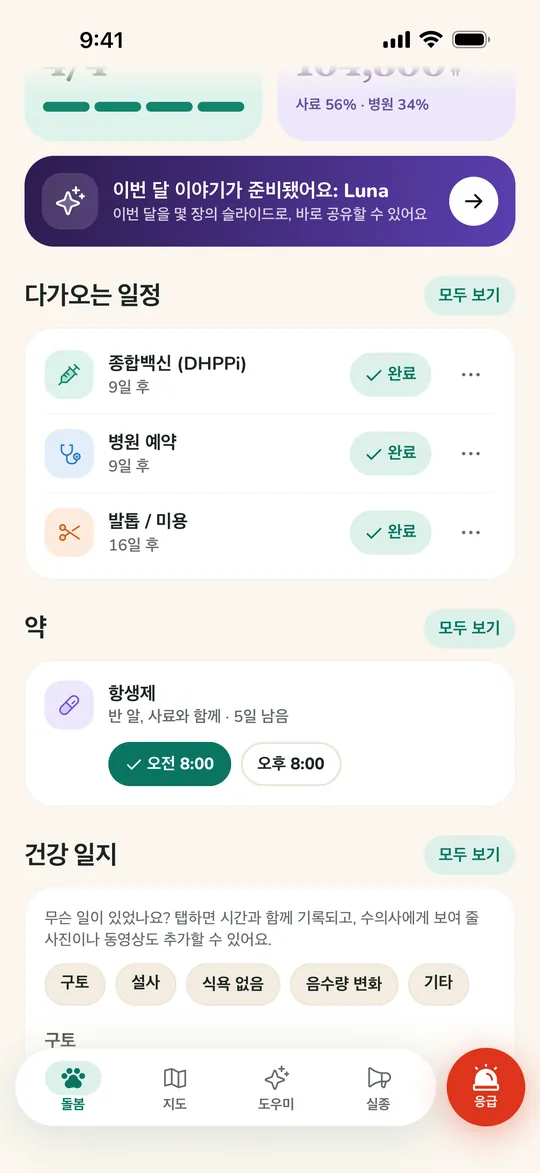 9:41
4/4
사료 56% · 병원 34%
이번 달 이야기가 준비됐어요: Luna
이번 달을 몇 장의 슬라이드로, 바로 공유할 수 있어요
다가오는 일정
모두 보기
종합백신 (DHPPi)
9일 후
완료
병원 예약
9일 후
완료
발톱 / 미용
16일 후
완료
약
모두 보기
항생제
반 알, 사료와 함께 · 5일 남음
오전 8:00
오후 8:00
건강 일지
모두 보기
무슨 일이 있었나요? 탭하면 시간과 함께 기록되고, 수의사에게 보여 줄
사진이나 동영상도 추가할 수 있어요.
구토
설사
식욕 없음
음수량 변화
기타
구토
돌봄
지도
도우미
실종
응급